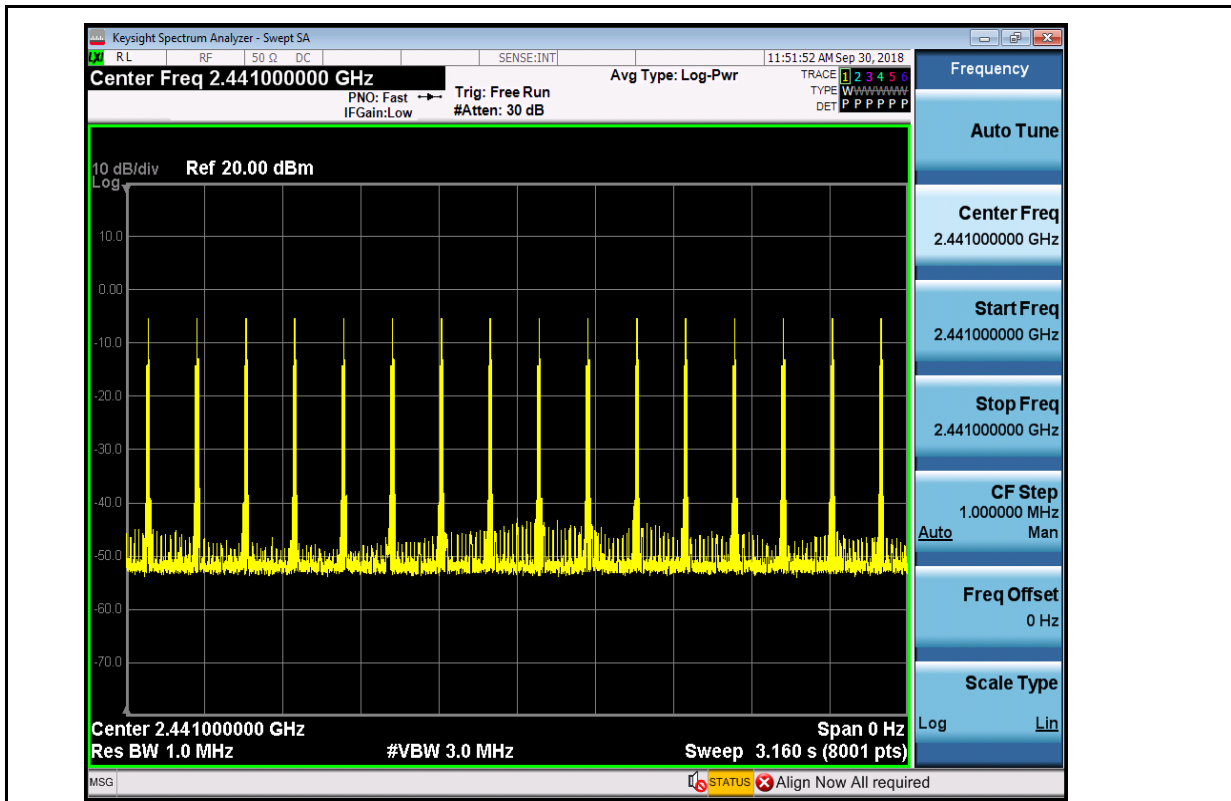 Keysight Spectrum Analyzer - Swept SA
LXI RL RF 50 Ω DC SENSE:INT 11:51:52 AM Sep 30, 2018
Center Freq 2.441000000 GHz Avg Type: Log-Pwr TRACE 1 2 3 4 5 6
PNO: Fast Trig: Free Run TYPE WWWWWW
IFGain:Low #Atten: 30 dB DET P P P P P P
10 dB/div Ref 20.00 dBm
Log
10.0
0.00
-10.0
-20.0
-30.0
-40.0
-50.0
-60.0
-70.0
Center 2.441000000 GHz Span 0 Hz
Res BW 1.0 MHz #VBW 3.0 MHz Sweep 3.160 s (8001 pts)
MSG STATUS Align Now All required
Frequency
Auto Tune
Center Freq
2.441000000 GHz
Start Freq
2.441000000 GHz
Stop Freq
2.441000000 GHz
CF Step
1.000000 MHz
Auto Man
Freq Offset
0 Hz
Scale Type
Log Lin